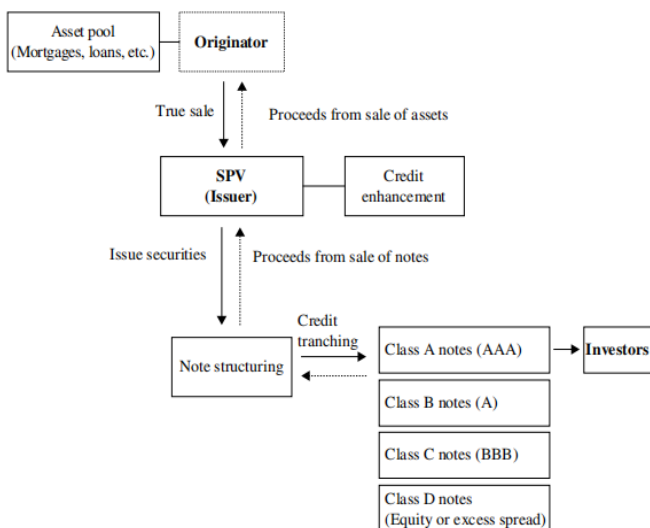 Asset pool
(Mortgages, loans, etc.)
Originator
True sale
Proceeds from sale of assets
SPV
(Issuer)
Credit
enhancement
Issue securities
Proceeds from sale of notes
Credit
tranching
Note structuring
Class A notes (AAA)
Investors
Class B notes (A)
Class C notes (BBB)
Class D notes
(Equity or excess spread)